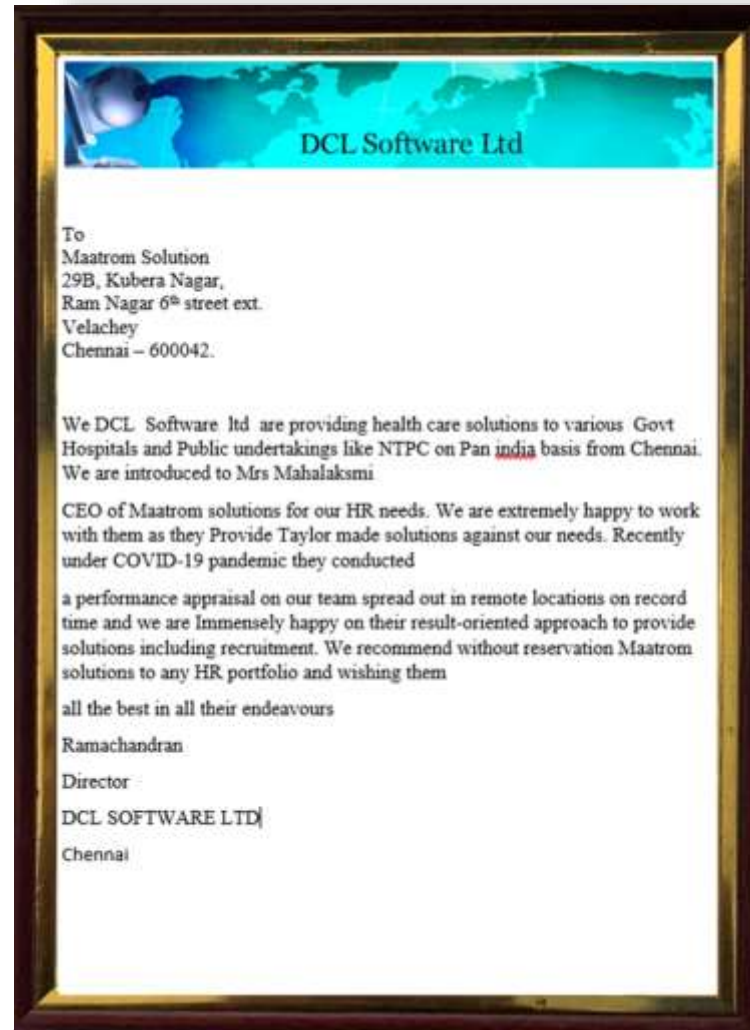 DCL Software Ltd
To
Maatrom Solution
29B, Kubera Nagar,
Ram Nagar 6th street ext.
Velachey
Chennai – 600042.
We DCL Software ltd are providing health care solutions to various Govt
Hospitals and Public undertakings like NTPC on Pan india basis from Chennai.
We are introduced to Mrs Mahalaksmi
CEO of Maatrom solutions for our HR needs. We are extremely happy to work
with them as they Provide Taylor made solutions against our needs. Recently
under COVID-19 pandemic they conducted
a performance appraisal on our team spread out in remote locations on record
time and we are Immensely happy on their result-oriented approach to provide
solutions including recruitment. We recommend without reservation Maatrom
solutions to any HR portfolio and wishing them
all the best in all their endeavours
Ramachandran
Director
DCL SOFTWARE LTD
Chennai